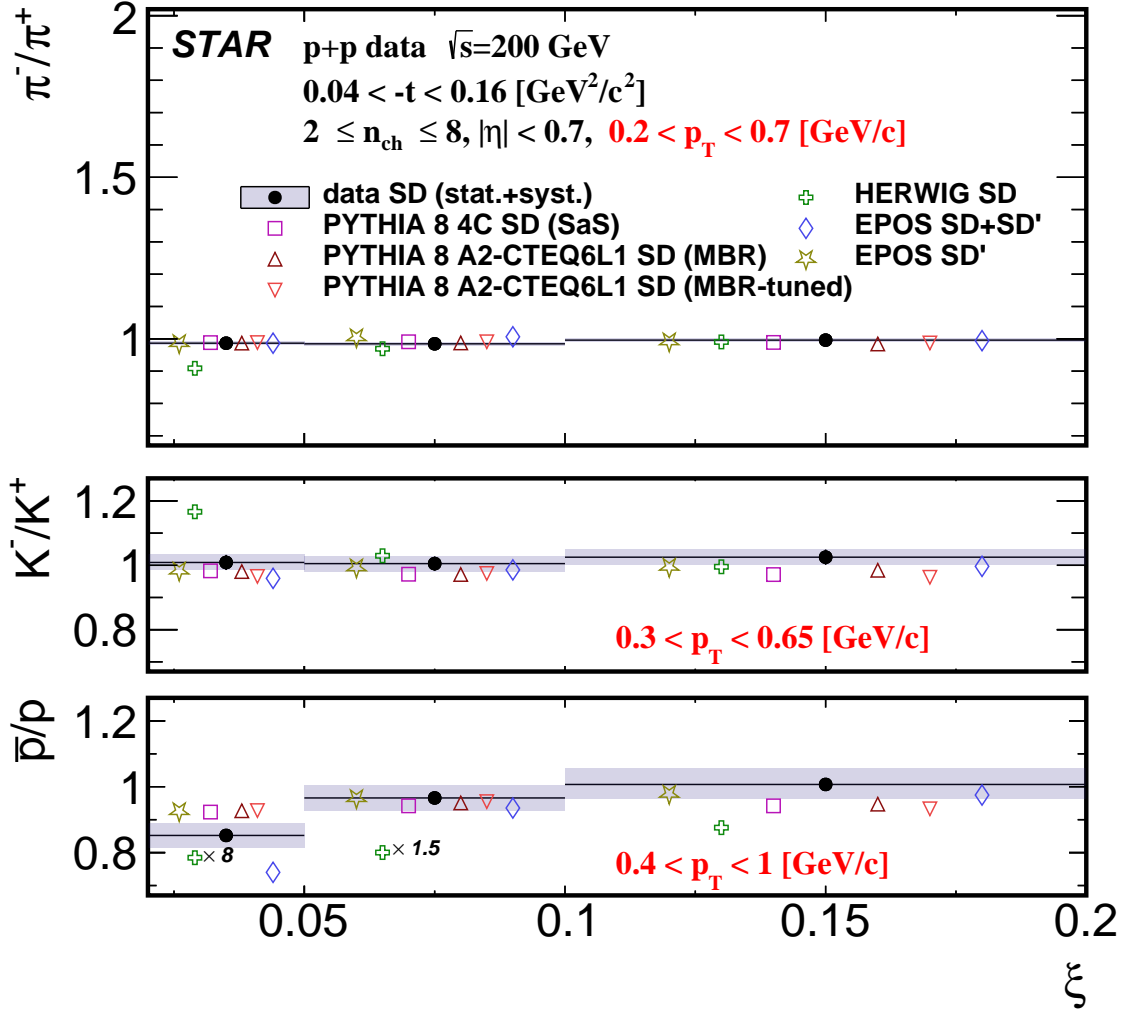 π⁻/π⁺
2
1.5
1
STAR p+p data √s=200 GeV
0.04 < -t < 0.16 [GeV²/c²]
2 ≤ n_ch ≤ 8, |η| < 0.7, 0.2 < p_T < 0.7 [GeV/c]
data SD (stat.+syst.)
PYTHIA 8 4C SD (SaS)
PYTHIA 8 A2-CTEQ6L1 SD (MBR)
PYTHIA 8 A2-CTEQ6L1 SD (MBR-tuned)
HERWIG SD
EPOS SD+SD'
EPOS SD'
K⁻/K⁺
1.2
1
0.8
0.3 < p_T < 0.65 [GeV/c]
p̅/p
1.2
1
0.8
× 8
× 1.5
0.4 < p_T < 1 [GeV/c]
0.05 0.1 0.15 0.2
ξ